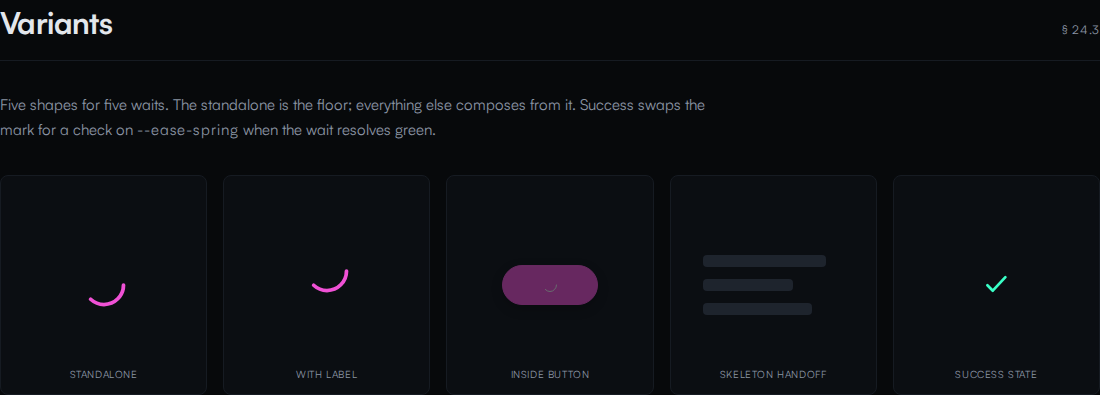 Variants
§ 24.3
Five shapes for five waits. The standalone is the floor; everything else composes from it. Success swaps the
mark for a check on --ease-spring when the wait resolves green.
STANDALONE
WITH LABEL
INSIDE BUTTON
SKELETON HANDOFF
SUCCESS STATE